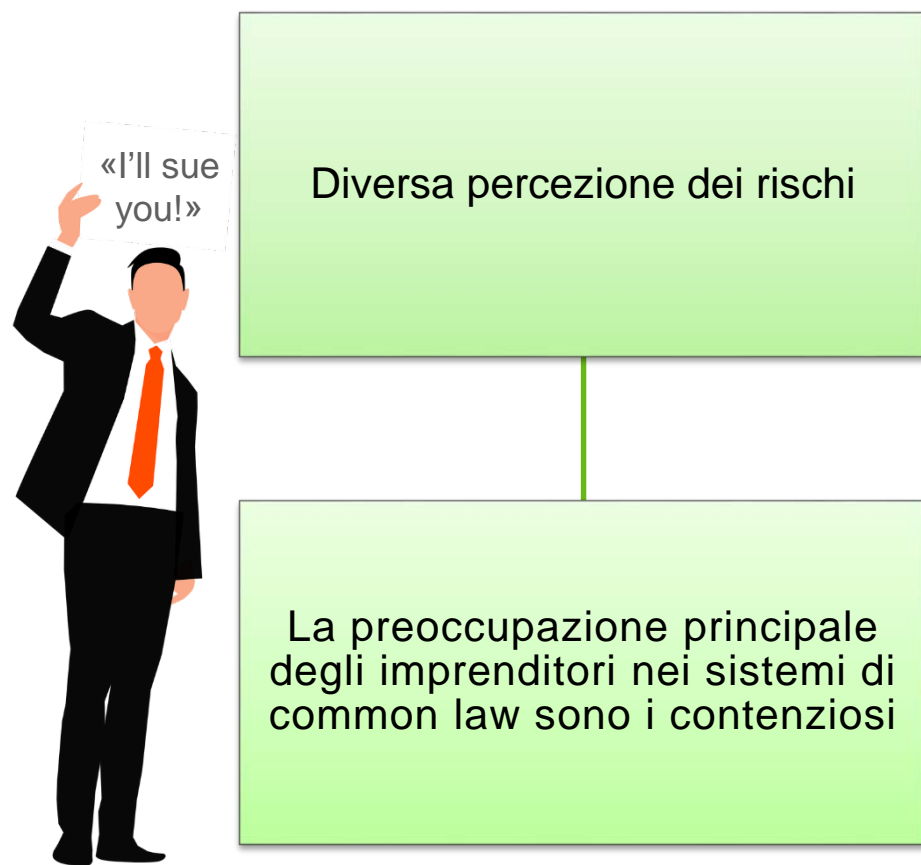 «I'll sue
you!»
Diversa percezione dei rischi
La preoccupazione principale
degli imprenditori nei sistemi di
common law sono i contenziosi